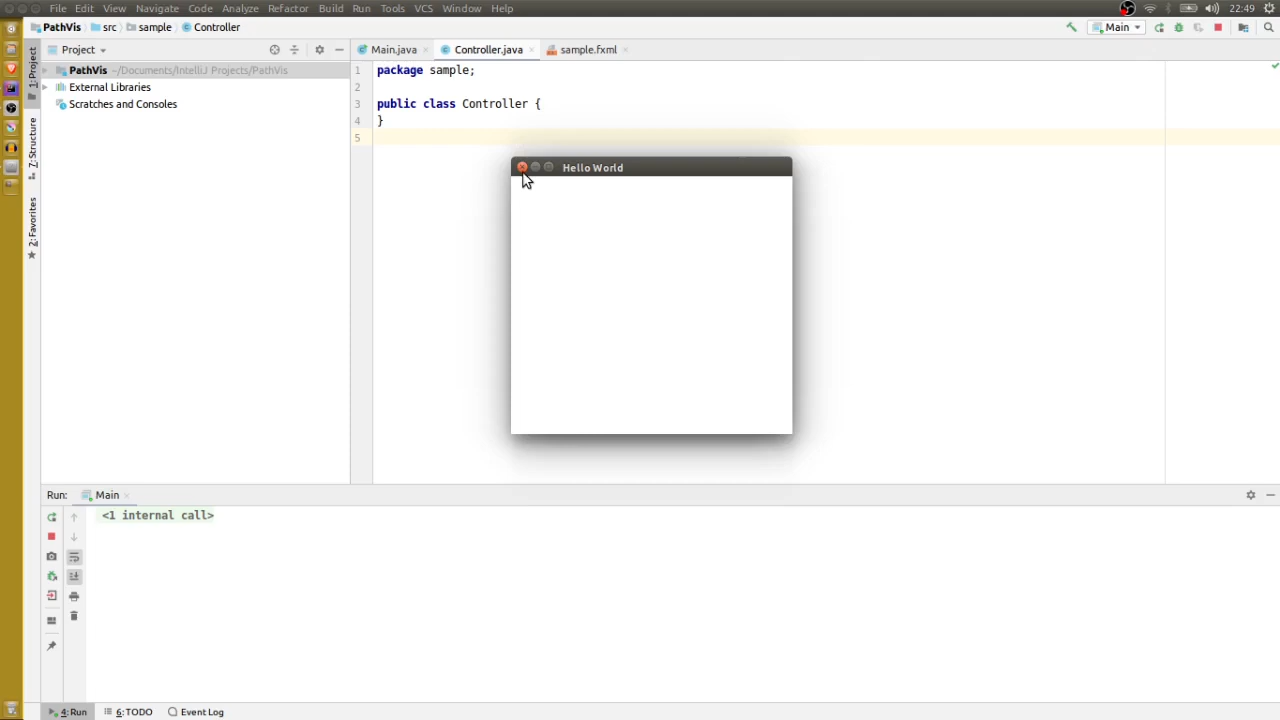 File Edit View Navigate Code Analyze Refactor Build Run Tools VCS Window Help 22:49
PathVis src sample Controller Main
Project Main.java Controller.java sample.fxml
1: Project
7: Structure
2: Favorites
PathVis ~/Documents/IntelliJ Projects/PathVis
External Libraries
Scratches and Consoles
1 package sample;
2
3 public class Controller {
4 }
5
Hello World
Run: Main
<1 internal call>
4: Run 6: TODO Event Log